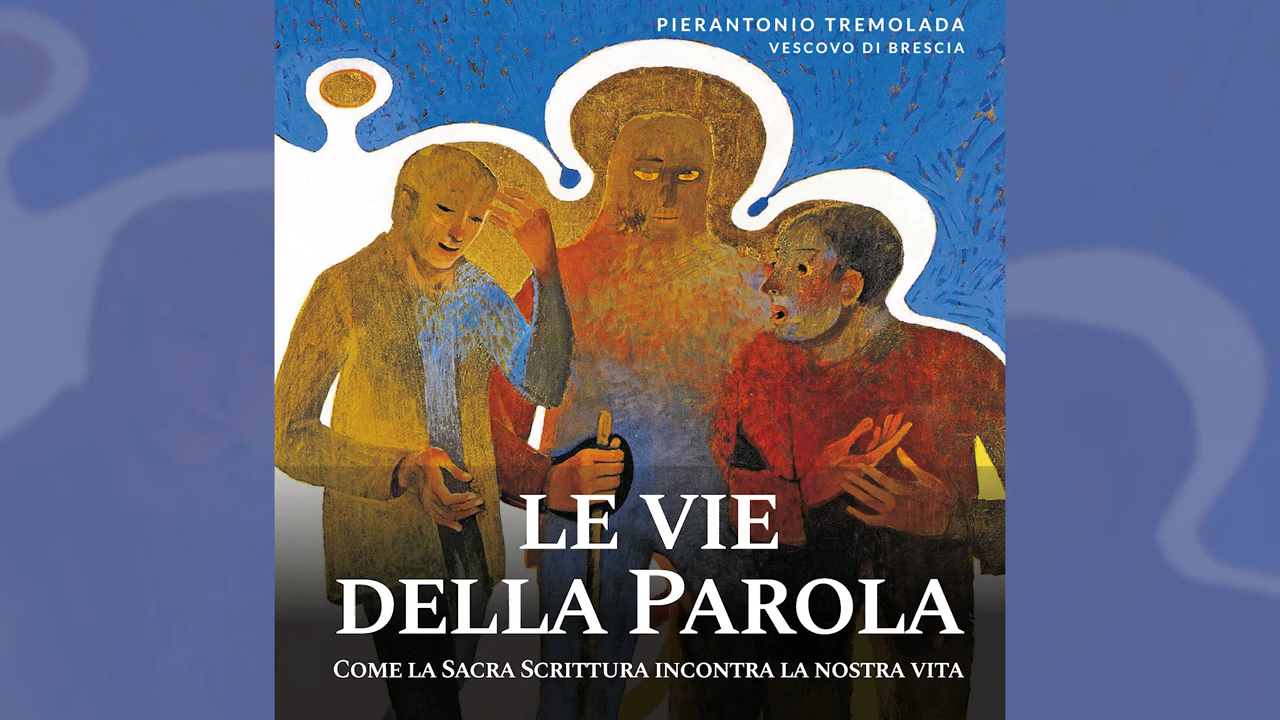 PIERANTONIO TREMOLADA
VESCOVO DI BRESCIA
LE VIE
DELLA PAROLA
COME LA SACRA SCRITTURA INCONTRA LA NOSTRA VITA